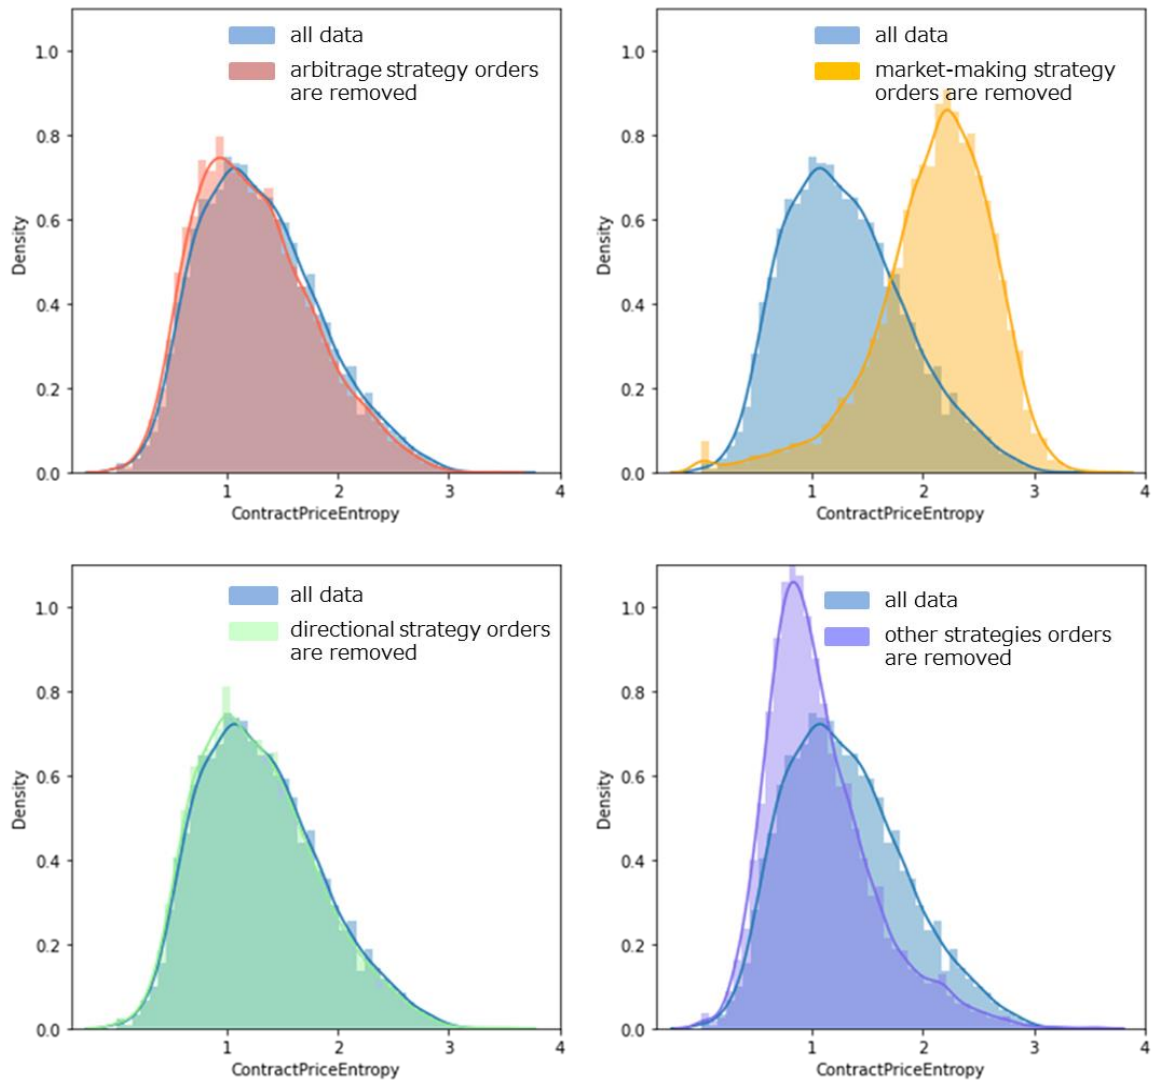 all data
arbitrage strategy orders
are removed
1.0
0.8
0.6
0.4
0.2
0.0
Density
1
2
3
4
ContractPriceEntropy
all data
market-making strategy
orders are removed
1.0
0.8
0.6
0.4
0.2
0.0
Density
1
2
3
4
ContractPriceEntropy
all data
directional strategy orders
are removed
1.0
0.8
0.6
0.4
0.2
0.0
Density
1
2
3
4
ContractPriceEntropy
all data
other strategies orders
are removed
1.0
0.8
0.6
0.4
0.2
0.0
Density
1
2
3
4
ContractPriceEntropy